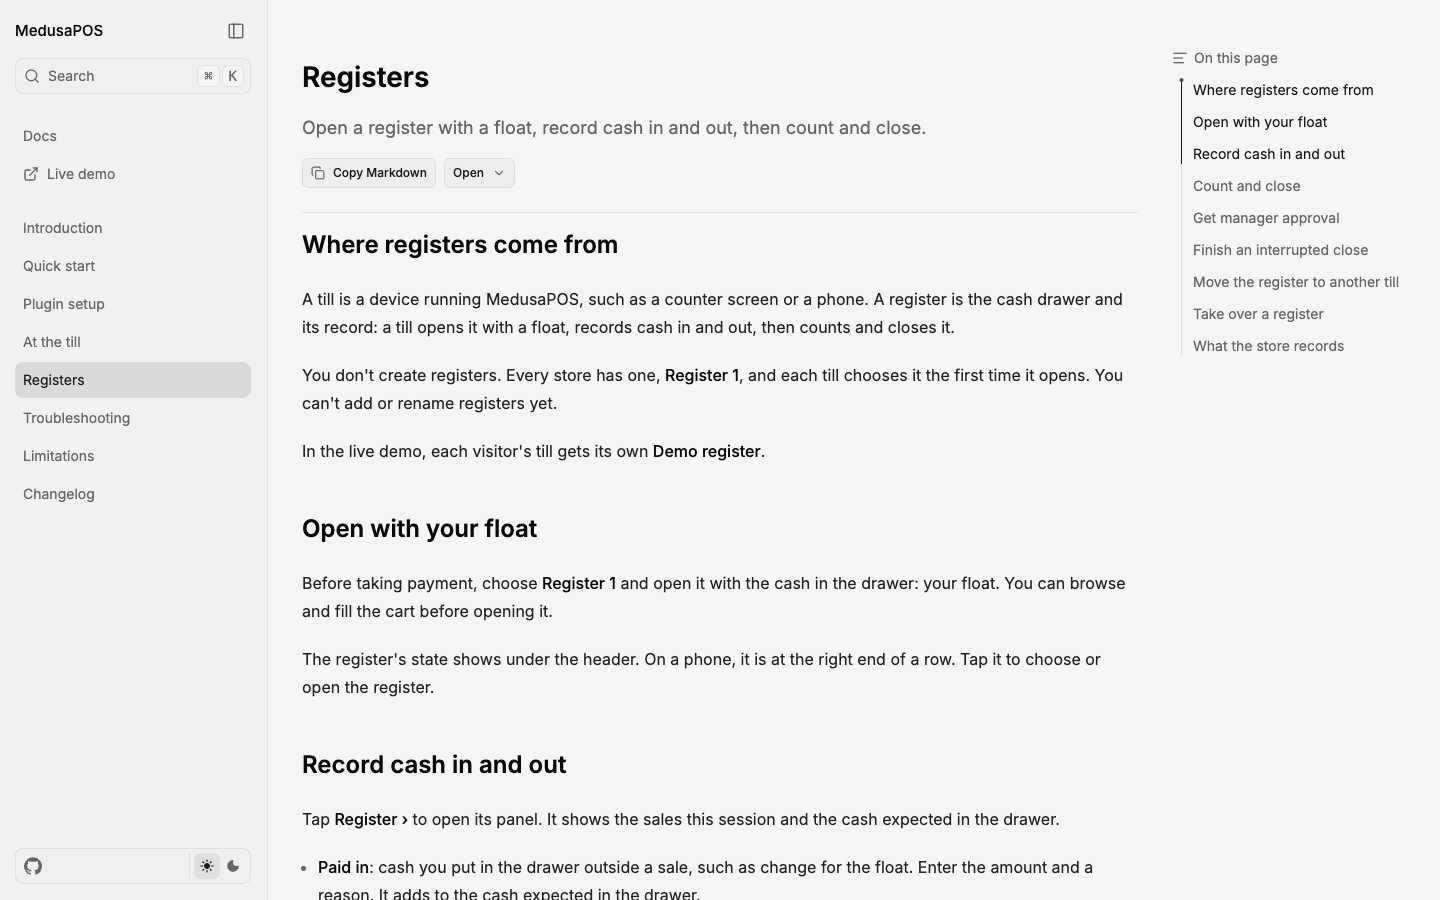 MedusaPOS
Search
⌘ K
Docs
Live demo
Introduction
Quick start
Plugin setup
At the till
Registers
Troubleshooting
Limitations
Changelog
Registers
Open a register with a float, record cash in and out, then count and close.
Copy Markdown
Open
Where registers come from
A till is a device running MedusaPOS, such as a counter screen or a phone. A register is the cash drawer and
its record: a till opens it with a float, records cash in and out, then counts and closes it.
You don't create registers. Every store has one, Register 1, and each till chooses it the first time it opens. You
can't add or rename registers yet.
In the live demo, each visitor's till gets its own Demo register.
Open with your float
Before taking payment, choose Register 1 and open it with the cash in the drawer: your float. You can browse
and fill the cart before opening it.
The register's state shows under the header. On a phone, it is at the right end of a row. Tap it to choose or
open the register.
Record cash in and out
Tap Register › to open its panel. It shows the sales this session and the cash expected in the drawer.
• Paid in: cash you put in the drawer outside a sale, such as change for the float. Enter the amount and a
reason. It adds to the cash expected in the drawer.
On this page
Where registers come from
Open with your float
Record cash in and out
Count and close
Get manager approval
Finish an interrupted close
Move the register to another till
Take over a register
What the store records